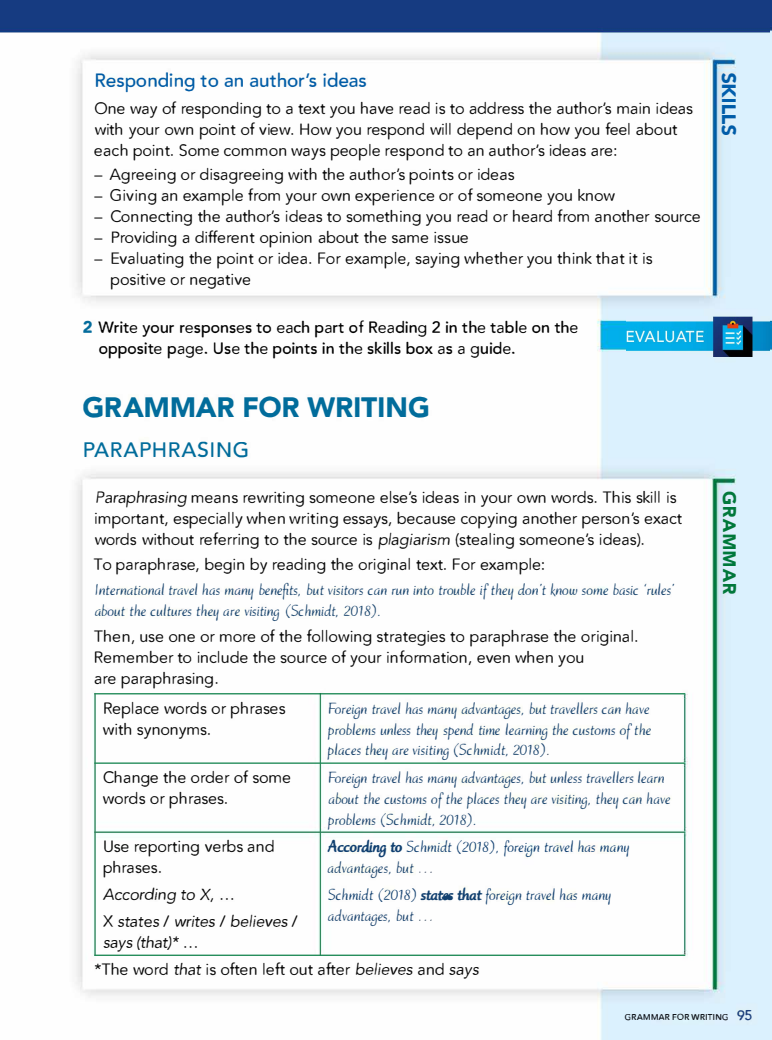 Responding to an author's ideas
One way of responding to a text you have read is to address the author's main ideas
with your own point of view. How you respond will depend on how you feel about
each point. Some common ways people respond to an author's ideas are:
– Agreeing or disagreeing with the author's points or ideas
– Giving an example from your own experience or of someone you know
– Connecting the author's ideas to something you read or heard from another source
– Providing a different opinion about the same issue
– Evaluating the point or idea. For example, saying whether you think that it is
positive or negative
SKILLS
2 Write your responses to each part of Reading 2 in the table on the
opposite page. Use the points in the skills box as a guide.
EVALUATE
GRAMMAR FOR WRITING
PARAPHRASING
Paraphrasing means rewriting someone else's ideas in your own words. This skill is
important, especially when writing essays, because copying another person's exact
words without referring to the source is plagiarism (stealing someone's ideas).
To paraphrase, begin by reading the original text. For example:
International travel has many benefits, but visitors can run into trouble if they don't know some basic 'rules'
about the cultures they are visiting (Schmidt, 2018).
Then, use one or more of the following strategies to paraphrase the original.
Remember to include the source of your information, even when you
are paraphrasing.
Replace words or phrases
with synonyms.
Foreign travel has many advantages, but travellers can have
problems unless they spend time learning the customs of the
places they are visiting (Schmidt, 2018).
Change the order of some
words or phrases.
Foreign travel has many advantages, but unless travellers learn
about the customs of the places they are visiting, they can have
problems (Schmidt, 2018).
Use reporting verbs and
phrases.
According to X, …
X states / writes / believes /
says (that)* …
According to Schmidt (2018), foreign travel has many
advantages, but …
Schmidt (2018) states that foreign travel has many
advantages, but …
*The word that is often left out after believes and says
GRAMMAR
GRAMMAR FOR WRITING 95